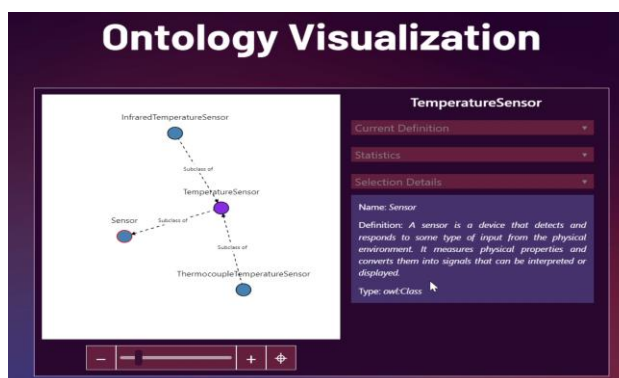 Ontology Visualization
InfraredTemperatureSensor
Subclass of
TemperatureSensor
Sensor
Subclass of
Subclass of
ThermocoupleTemperatureSensor
− + ⌖
TemperatureSensor
Current Definition
Statistics
Selection Details
Name: Sensor
Definition: A sensor is a device that detects and
responds to some type of input from the physical
environment. It measures physical properties and
converts them into signals that can be interpreted or
displayed.
Type: owl:Class